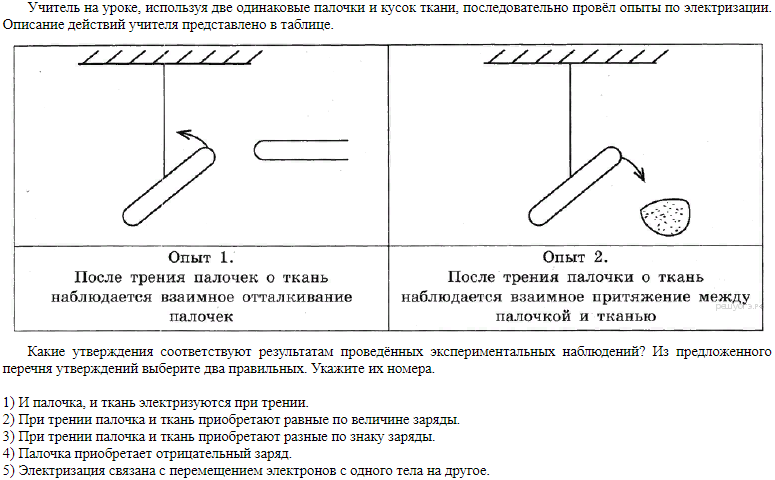 Учитель на уроке, используя две одинаковые палочки и кусок ткани, последовательно провёл опыты по электризации.
Описание действий учителя представлено в таблице.
Опыт 1.
После трения палочек о ткань
наблюдается взаимное отталкивание
палочек
Опыт 2.
После трения палочки о ткань
наблюдается взаимное притяжение между
палочкой и тканью
Какие утверждения соответствуют результатам проведённых экспериментальных наблюдений? Из предложенного
перечня утверждений выберите два правильных. Укажите их номера.
1) И палочка, и ткань электризуются при трении.
2) При трении палочка и ткань приобретают равные по величине заряды.
3) При трении палочка и ткань приобретают разные по знаку заряды.
4) Палочка приобретает отрицательный заряд.
5) Электризация связана с перемещением электронов с одного тела на другое.